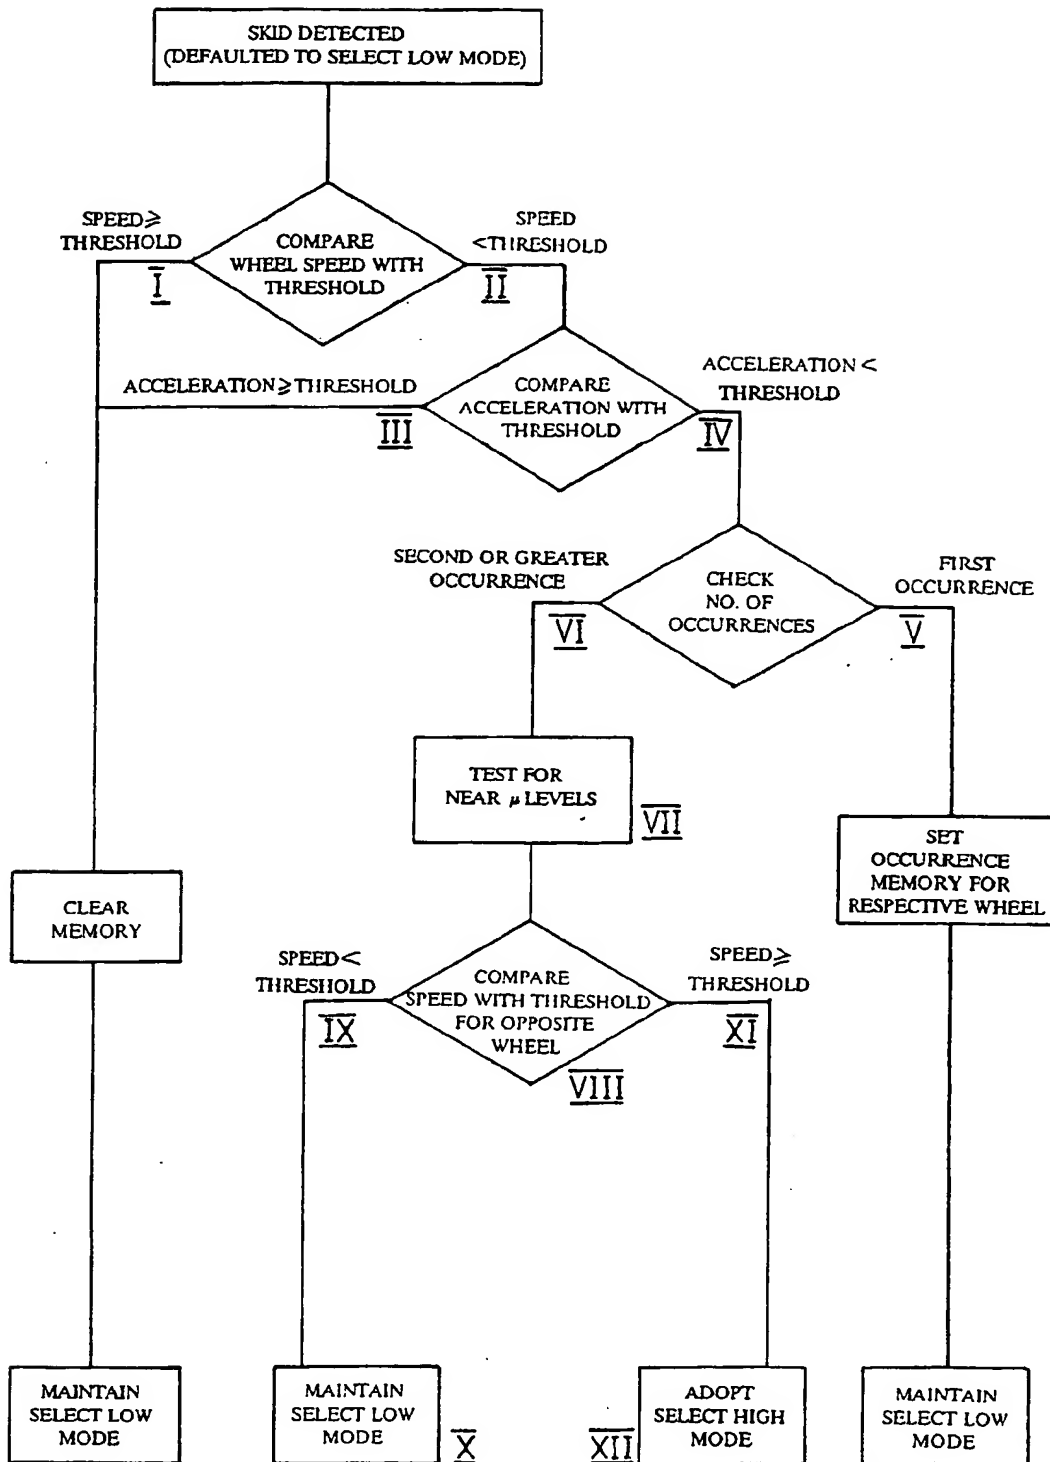 SKID DETECTED
(DEFAULTED TO SELECT LOW MODE)
SPEED⩾
THRESHOLD
COMPARE
WHEEL SPEED WITH
THRESHOLD
SPEED
<THRESHOLD
I
II
ACCELERATION⩾THRESHOLD
COMPARE
ACCELERATION WITH
THRESHOLD
ACCELERATION<
THRESHOLD
III
IV
SECOND OR GREATER
OCCURRENCE
CHECK
NO. OF
OCCURRENCES
FIRST
OCCURRENCE
VI
V
TEST FOR
NEAR μ LEVELS
VII
SET
OCCURRENCE
MEMORY FOR
RESPECTIVE WHEEL
CLEAR
MEMORY
SPEED<
THRESHOLD
COMPARE
SPEED WITH THRESHOLD
FOR OPPOSITE
WHEEL
SPEED⩾
THRESHOLD
IX
XI
VIII
MAINTAIN
SELECT LOW
MODE
MAINTAIN
SELECT LOW
MODE
X
XII
ADOPT
SELECT HIGH
MODE
MAINTAIN
SELECT LOW
MODE